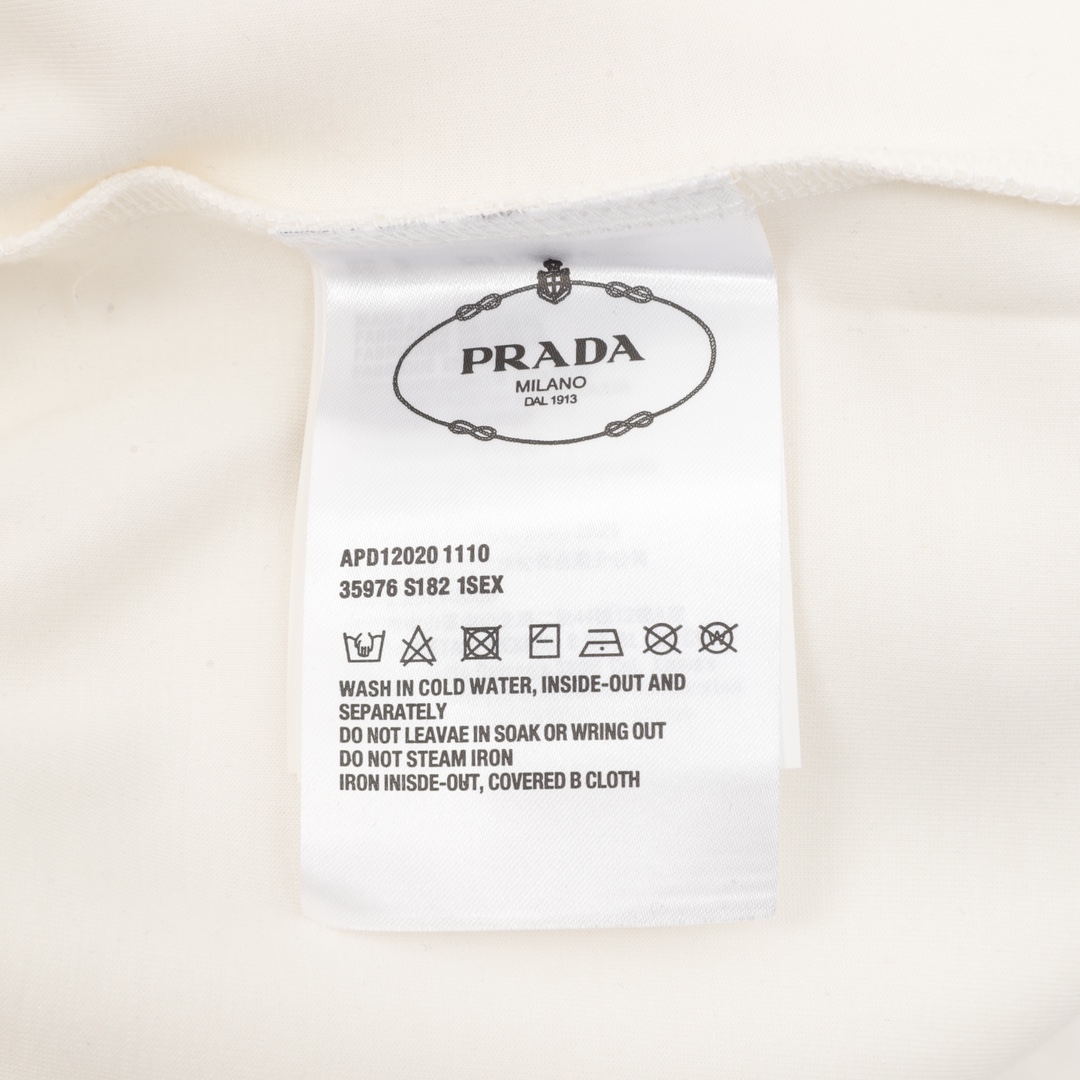 PRADA
MILANO
DAL 1913
APD12020 1110
35976 S182 1SEX
WASH IN COLD WATER, INSIDE-OUT AND
SEPARATELY
DO NOT LEAVAE IN SOAK OR WRING OUT
DO NOT STEAM IRON
IRON INISDE-OUT, COVERED B CLOTH